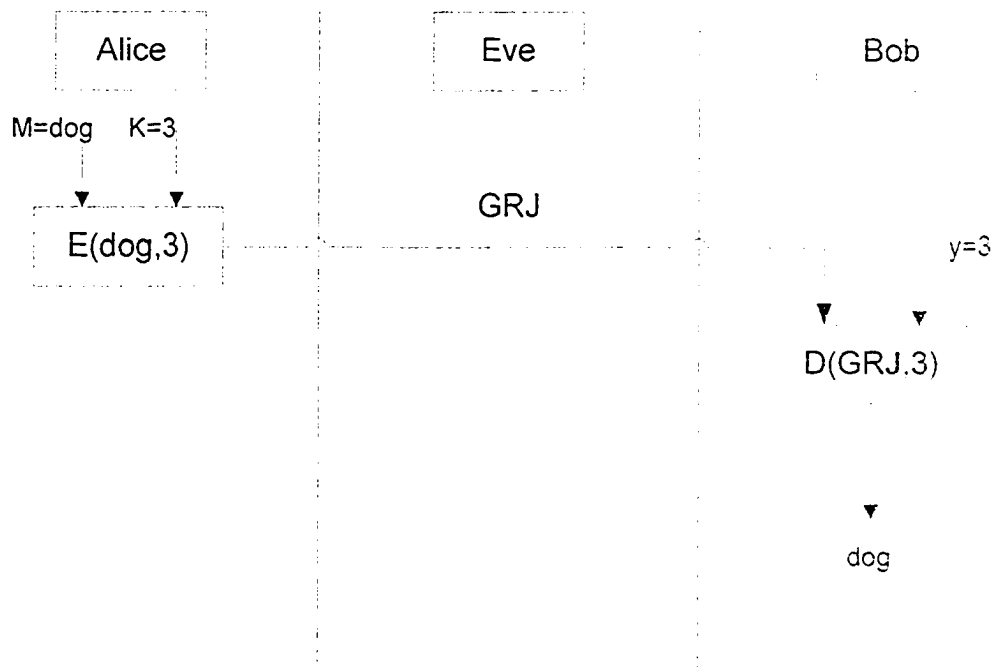 Alice
Eve
Bob
M=dog K=3
GRJ
E(dog,3)
y=3
D(GRJ,3)
dog